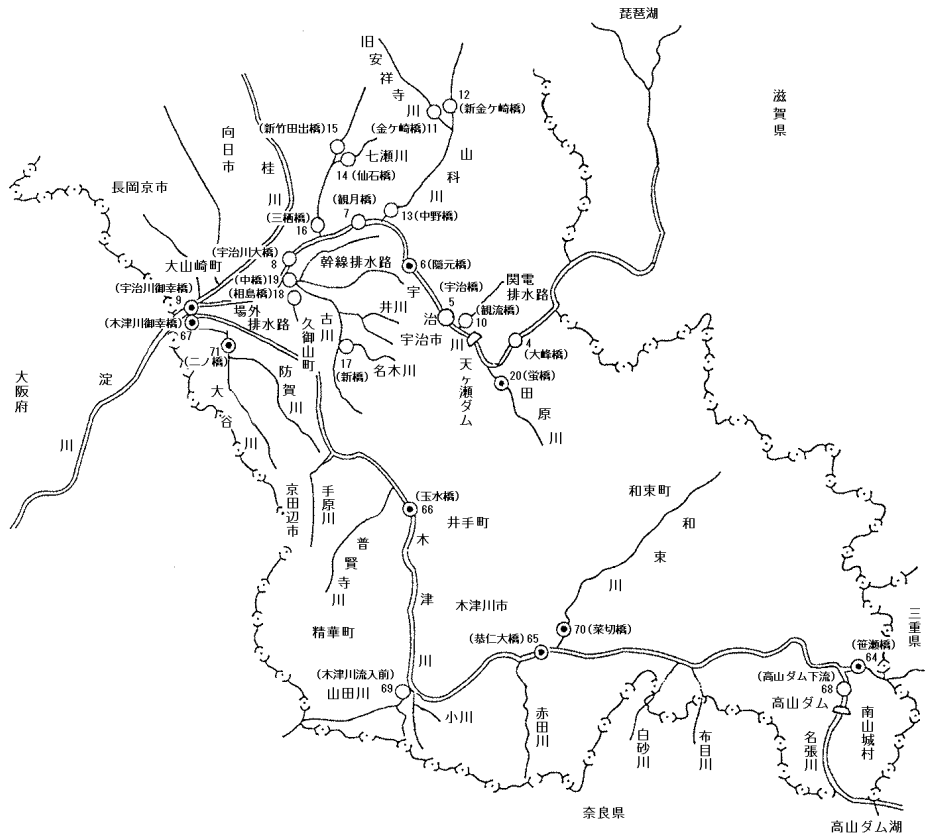 琵琶湖
滋賀県
旧安祥寺川
12
(新金ケ崎橋)
(金ケ崎橋)11
(新竹田出橋)15
七瀬川
14(仙石橋)
山科川
向日市
桂川
長岡京市
(観月橋)
7
13(中野橋)
(三栖橋)
16
(宇治川大橋)
8
幹線排水路
6(隠元橋)
大山崎町
(宇治川御幸橋)
9
(中橋)19
(相島橋)18
宇治川
(宇治橋)
5
関電
排水路
(観流橋)
10
場外
排水路
(木津川御幸橋)
67
井川
宇治市
古川
久御山町
名木川
17
(新橋)
4
(大峰橋)
天ヶ瀬ダム
20(蛍橋)
田原川
71
(二ノ橋)
防賀川
大谷川
大阪府
淀川
京田辺市
手原川
(玉水橋)
66
井手町
普賢寺川
木津川
和束町
和束川
木津川市
精華町
70(菜切橋)
(恭仁大橋)65
三重県
(笹瀬橋)
64
(木津川流入前)
69
山田川
(高山ダム下流)
68
高山ダム
小川
赤田川
白砂川
布目川
名張川
南山城村
奈良県
高山ダム湖